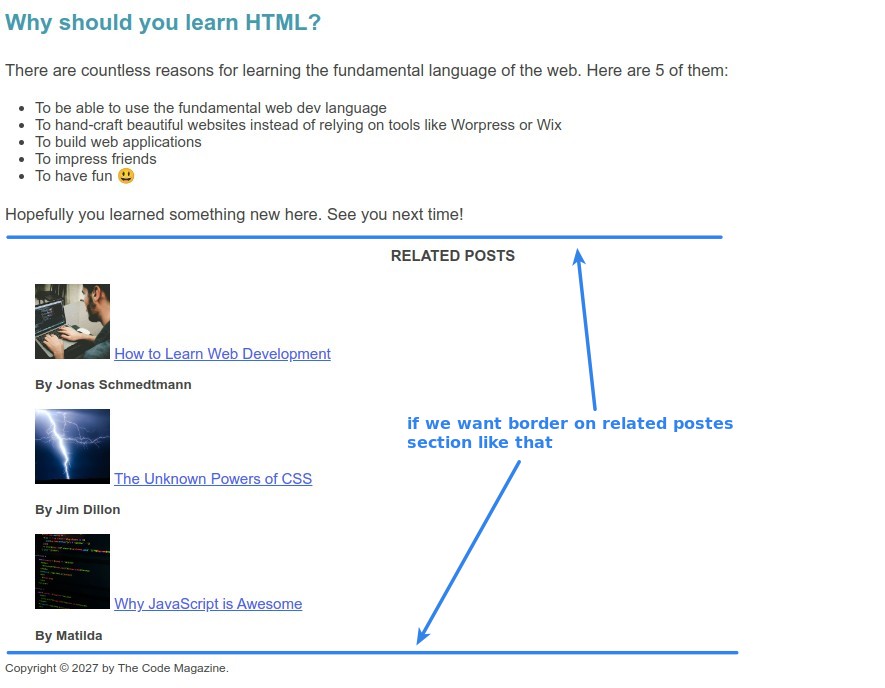 Why should you learn HTML?
There are countless reasons for learning the fundamental language of the web. Here are 5 of them:
To be able to use the fundamental web dev language
To hand-craft beautiful websites instead of relying on tools like Worpress or Wix
To build web applications
To impress friends
To have fun 😃
Hopefully you learned something new here. See you next time!
RELATED POSTS
How to Learn Web Development
By Jonas Schmedtmann
if we want border on related postes
section like that
The Unknown Powers of CSS
By Jim Dillon
Why JavaScript is Awesome
By Matilda
Copyright © 2027 by The Code Magazine.